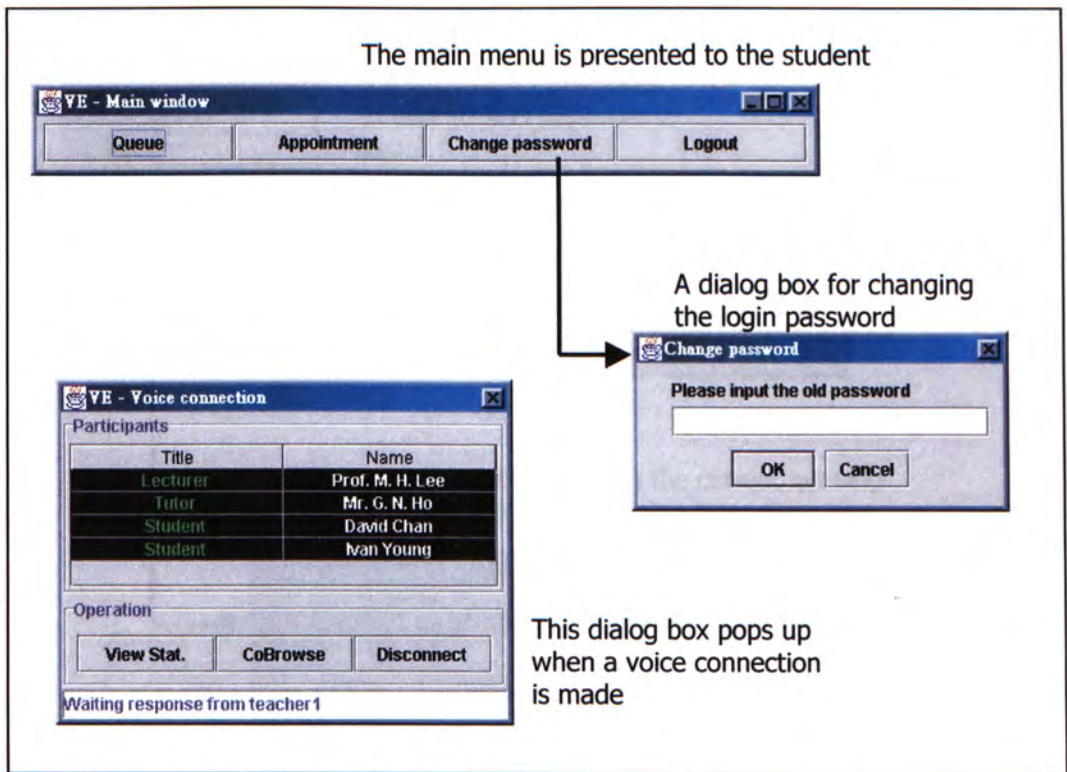 The main menu is presented to the student
VE - Main window
Queue Appointment Change password Logout
A dialog box for changing
the login password
Change password
Please input the old password
OK Cancel
VE - Voice connection
Participants
Title Name
Lecturer Prof. M. H. Lee
Tutor Mr. G. N. Ho
Student David Chan
Student Ivan Young
Operation
View Stat. CoBrowse Disconnect
Waiting response from teacher1
This dialog box pops up
when a voice connection
is made